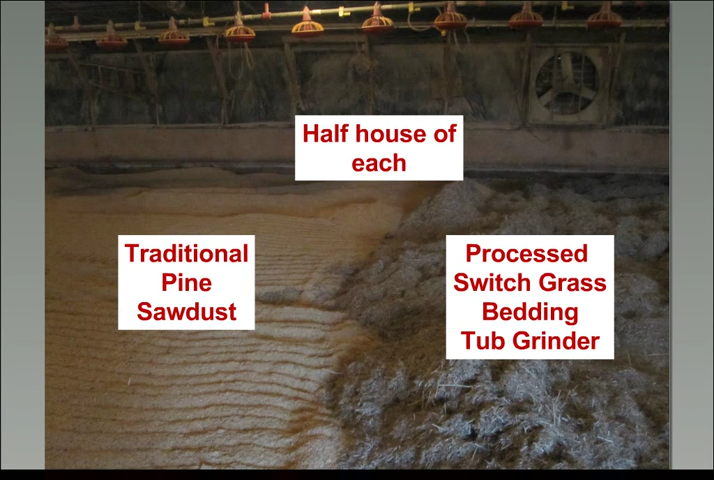 Half house of
each
Traditional
Pine
Sawdust
Processed
Switch Grass
Bedding
Tub Grinder